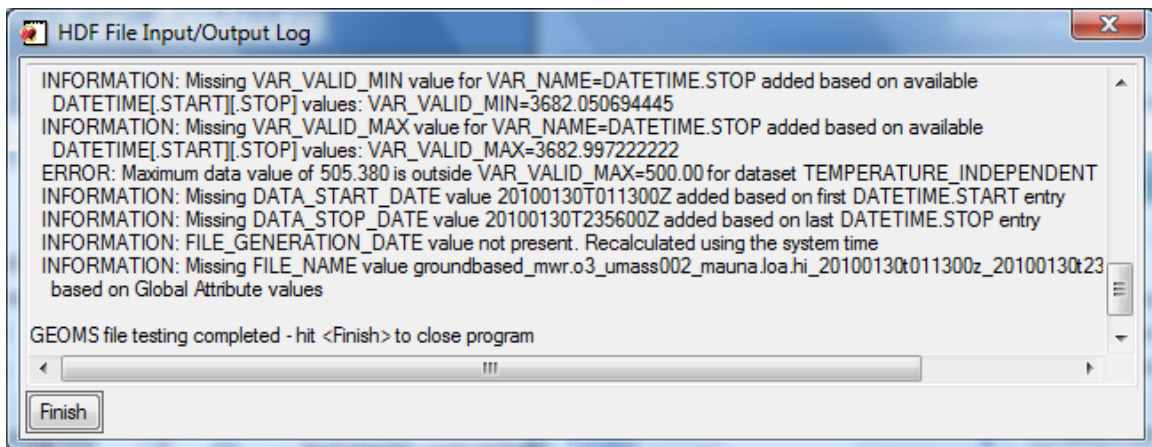 HDF File Input/Output Log
INFORMATION: Missing VAR_VALID_MIN value for VAR_NAME=DATETIME.STOP added based on available
DATETIME[.START][.STOP] values: VAR_VALID_MIN=3682.050694445
INFORMATION: Missing VAR_VALID_MAX value for VAR_NAME=DATETIME.STOP added based on available
DATETIME[.START][.STOP] values: VAR_VALID_MAX=3682.997222222
ERROR: Maximum data value of 505.380 is outside VAR_VALID_MAX=500.00 for dataset TEMPERATURE_INDEPENDENT
INFORMATION: Missing DATA_START_DATE value 20100130T011300Z added based on first DATETIME.START entry
INFORMATION: Missing DATA_STOP_DATE value 20100130T235600Z added based on last DATETIME.STOP entry
INFORMATION: FILE_GENERATION_DATE value not present. Recalculated using the system time
INFORMATION: Missing FILE_NAME value groundbased_mwr.o3_umass002_mauna.loa.hi_20100130t011300z_20100130t23
based on Global Attribute values
GEOMS file testing completed - hit <Finish> to close program
Finish